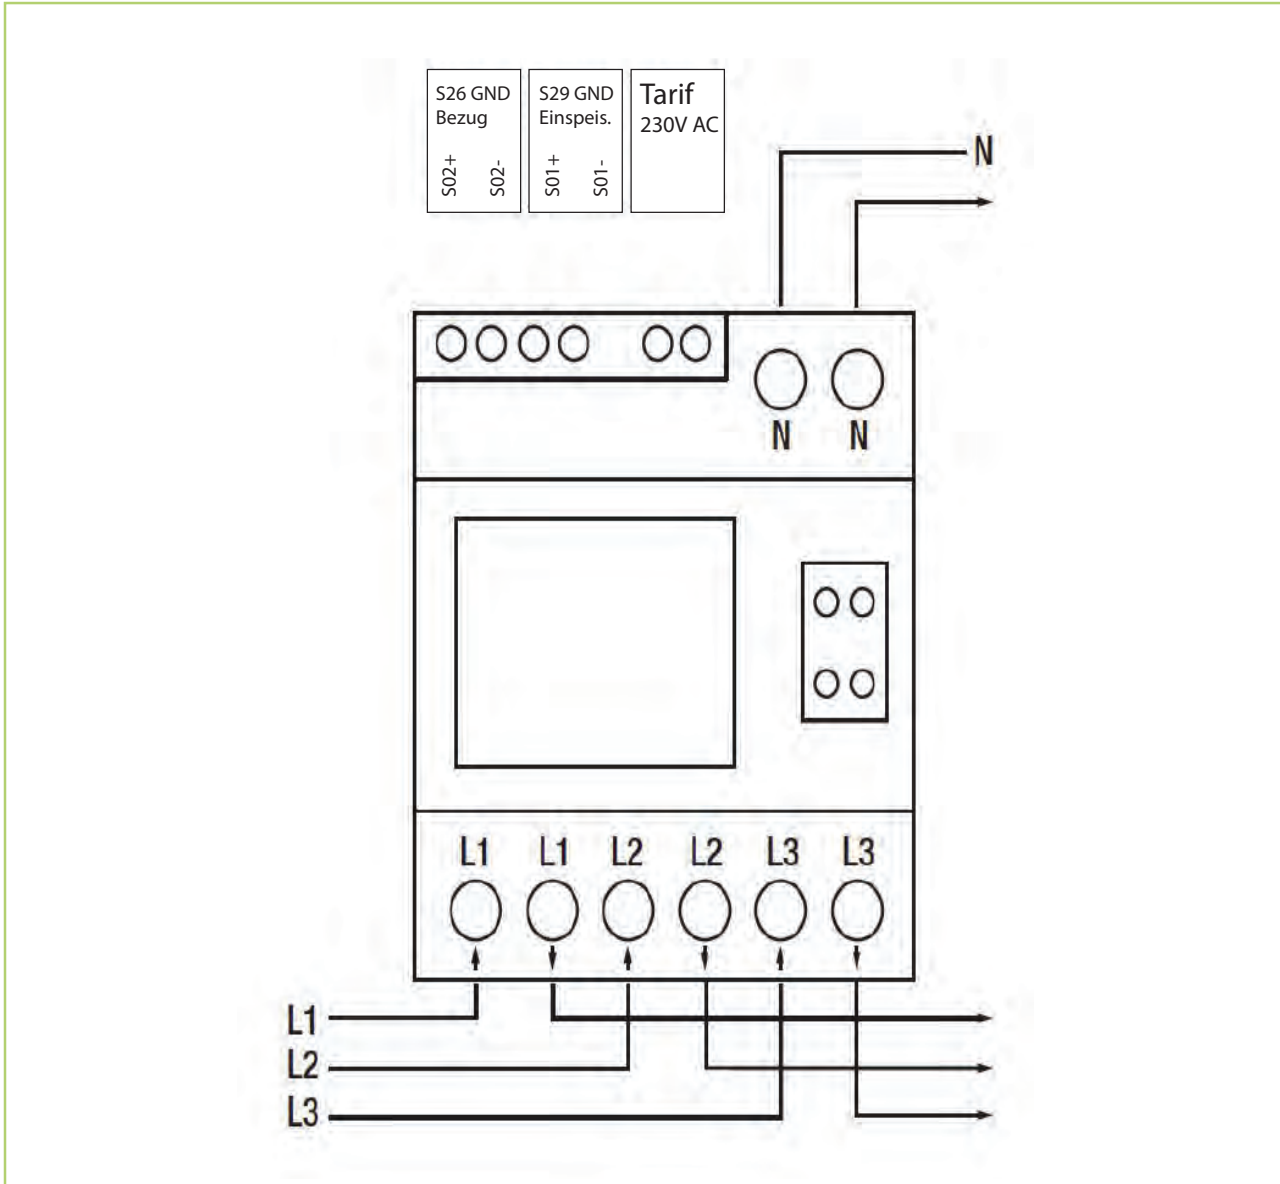 S26 GND
Bezug
S02+ S02-
S29 GND
Einspeis.
S01+ S01-
Tarif
230V AC
N
N N
L1 L1 L2 L2 L3 L3
L1
L2
L3